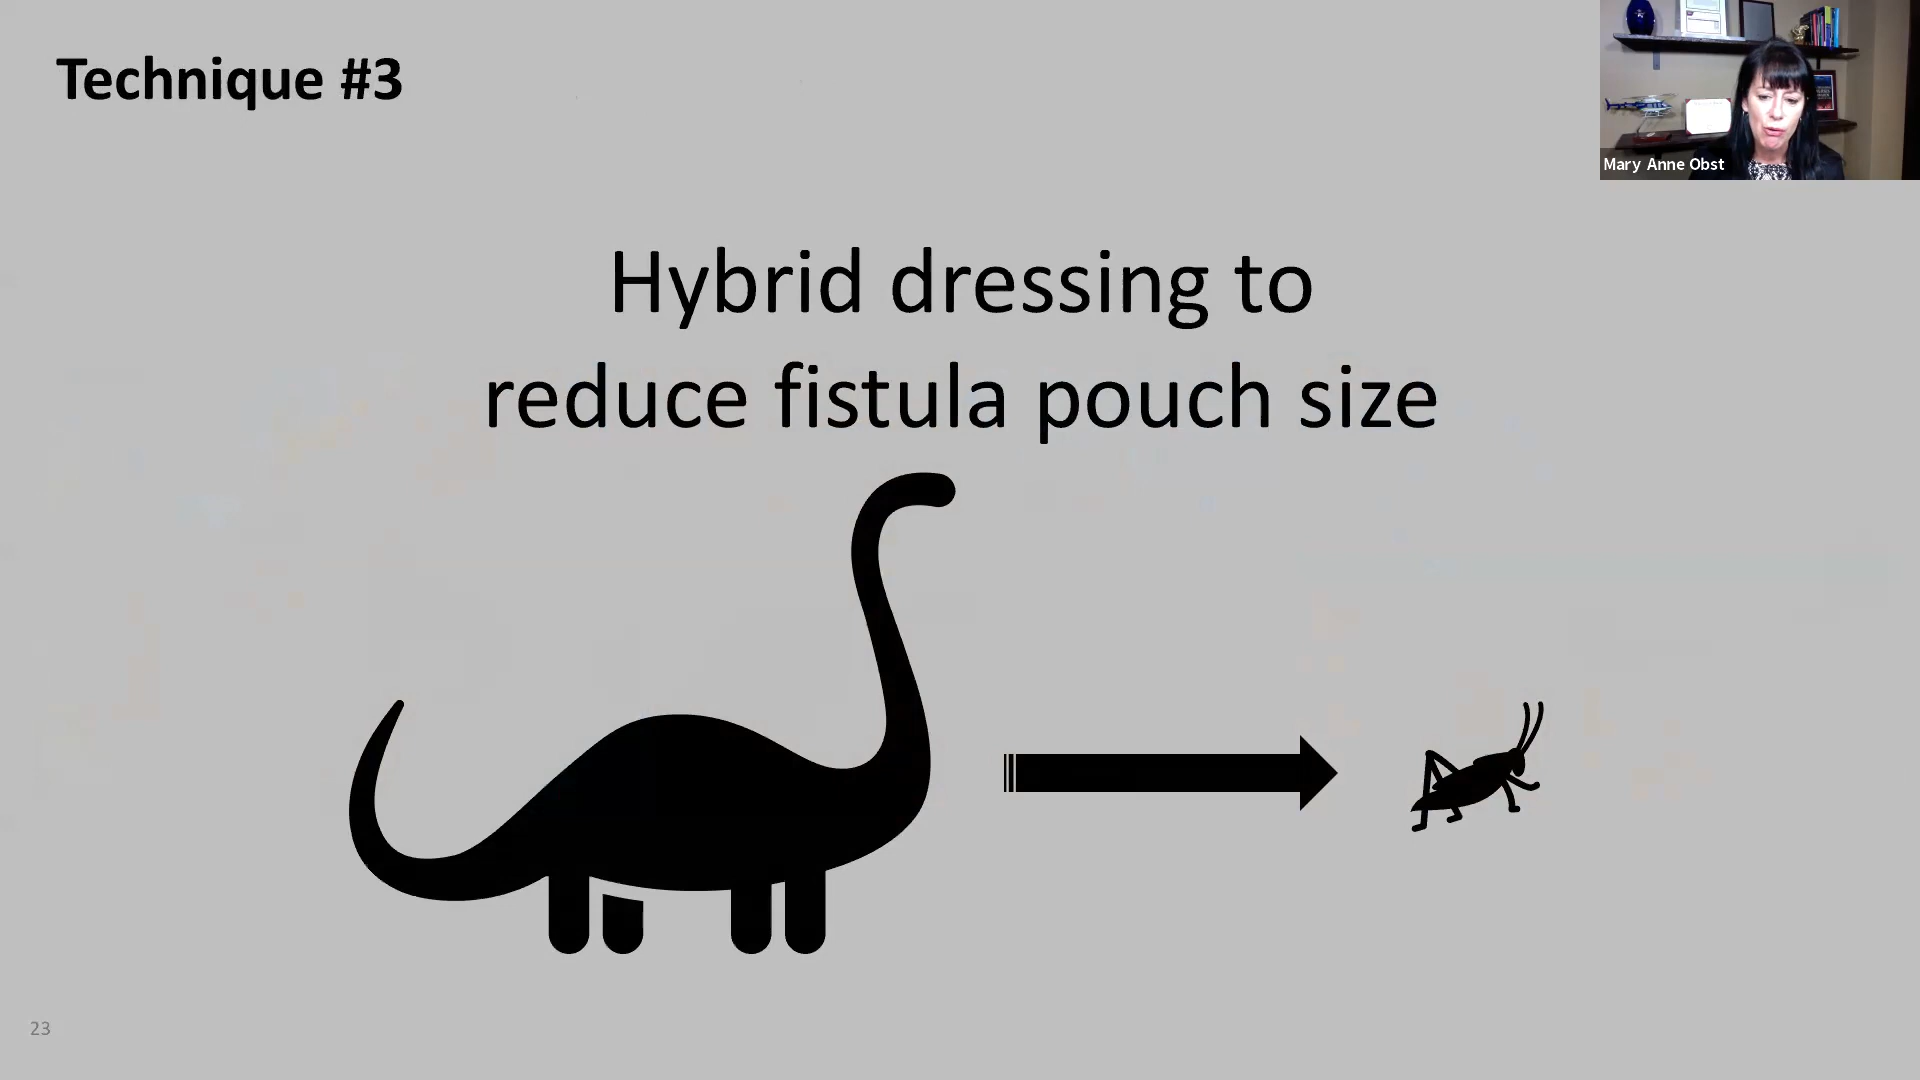 Technique #3
Mary Anne Obst
Hybrid dressing to
reduce fistula pouch size
23